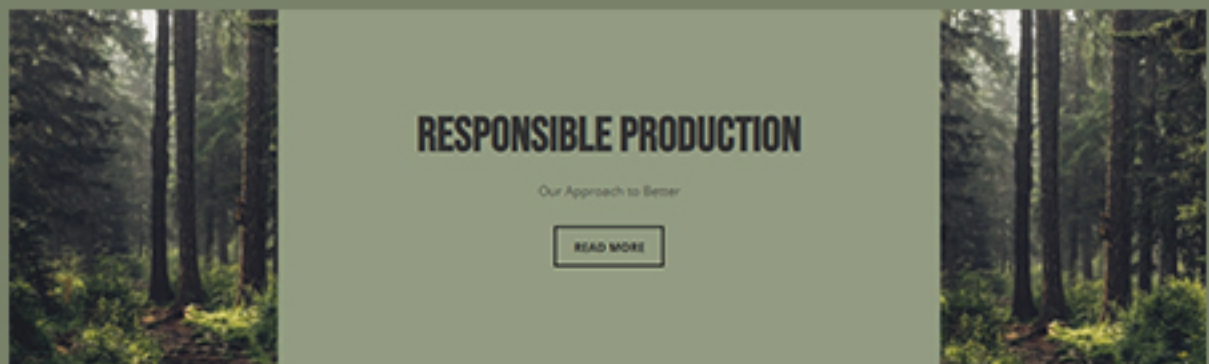 RESPONSIBLE PRODUCTION
Our Approach to Better
READ MORE